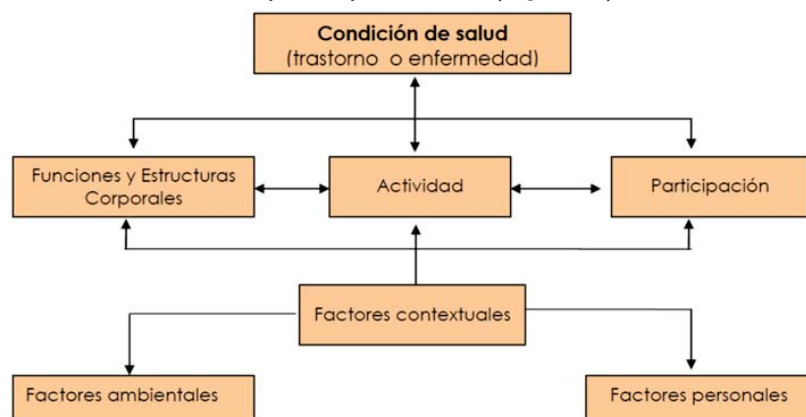 Condición de salud
(trastorno o enfermedad)
Funciones y Estructuras
Corporales
Actividad
Participación
Factores contextuales
Factores ambientales
Factores personales